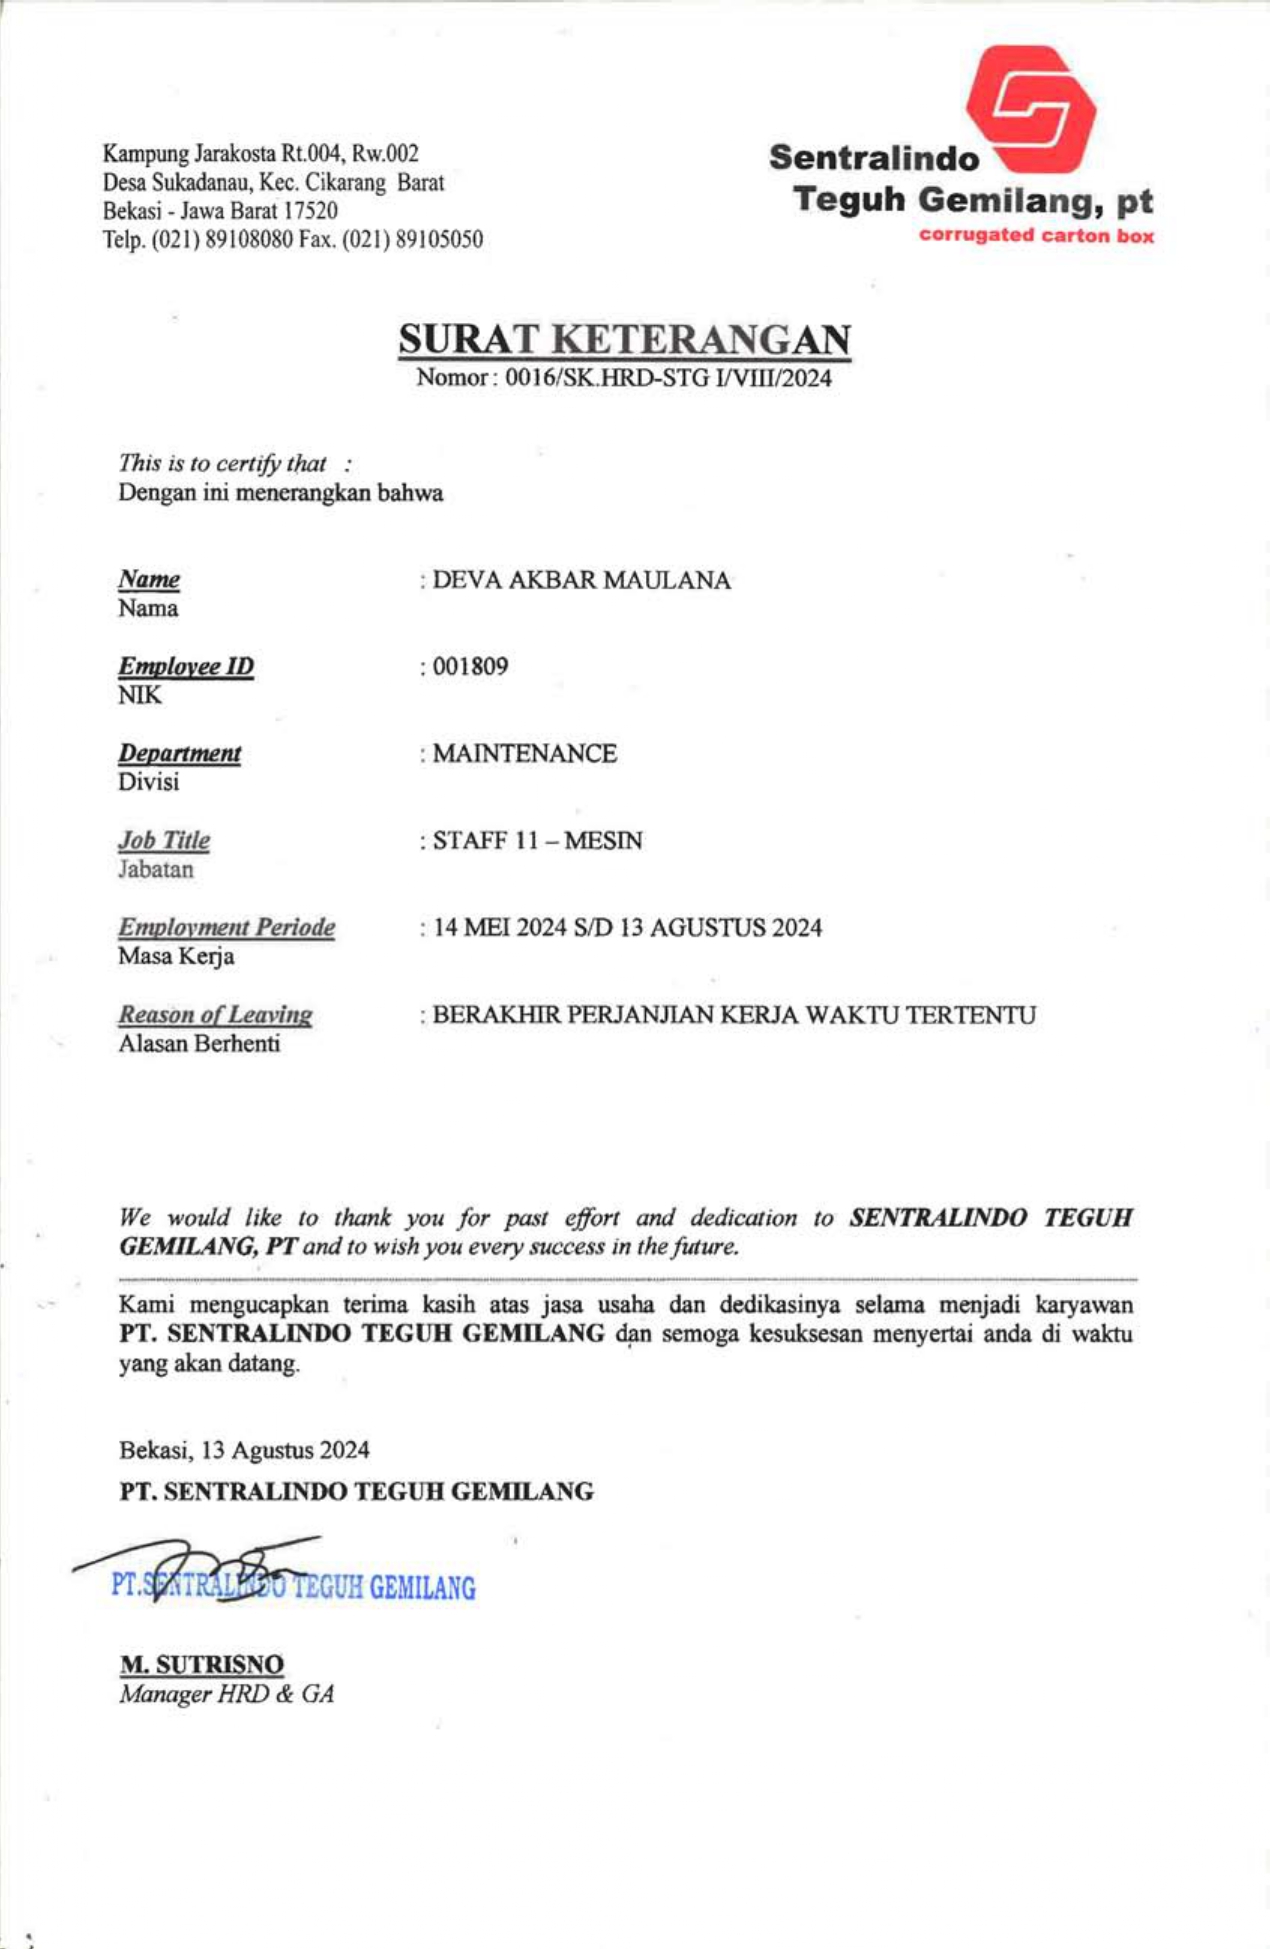 Kampung Jarakosta Rt.004, Rw.002
Desa Sukadanau, Kec. Cikarang Barat
Bekasi - Jawa Barat 17520
Telp. (021) 89108080 Fax. (021) 89105050
Sentralindo
Teguh Gemilang, pt
corrugated carton box
SURAT KETERANGAN
Nomor : 0016/SK.HRD-STG I/VIII/2024
This is to certify that :
Dengan ini menerangkan bahwa
Name : DEVA AKBAR MAULANA
Nama
Employee ID : 001809
NIK
Department : MAINTENANCE
Divisi
Job Title : STAFF 11 – MESIN
Jabatan
Employment Periode : 14 MEI 2024 S/D 13 AGUSTUS 2024
Masa Kerja
Reason of Leaving : BERAKHIR PERJANJIAN KERJA WAKTU TERTENTU
Alasan Berhenti
We would like to thank you for past effort and dedication to SENTRALINDO TEGUH
GEMILANG, PT and to wish you every success in the future.
Kami mengucapkan terima kasih atas jasa usaha dan dedikasinya selama menjadi karyawan
PT. SENTRALINDO TEGUH GEMILANG dan semoga kesuksesan menyertai anda di waktu
yang akan datang.
Bekasi, 13 Agustus 2024
PT. SENTRALINDO TEGUH GEMILANG
PT.SENTRALINDO TEGUH GEMILANG
M. SUTRISNO
Manager HRD & GA